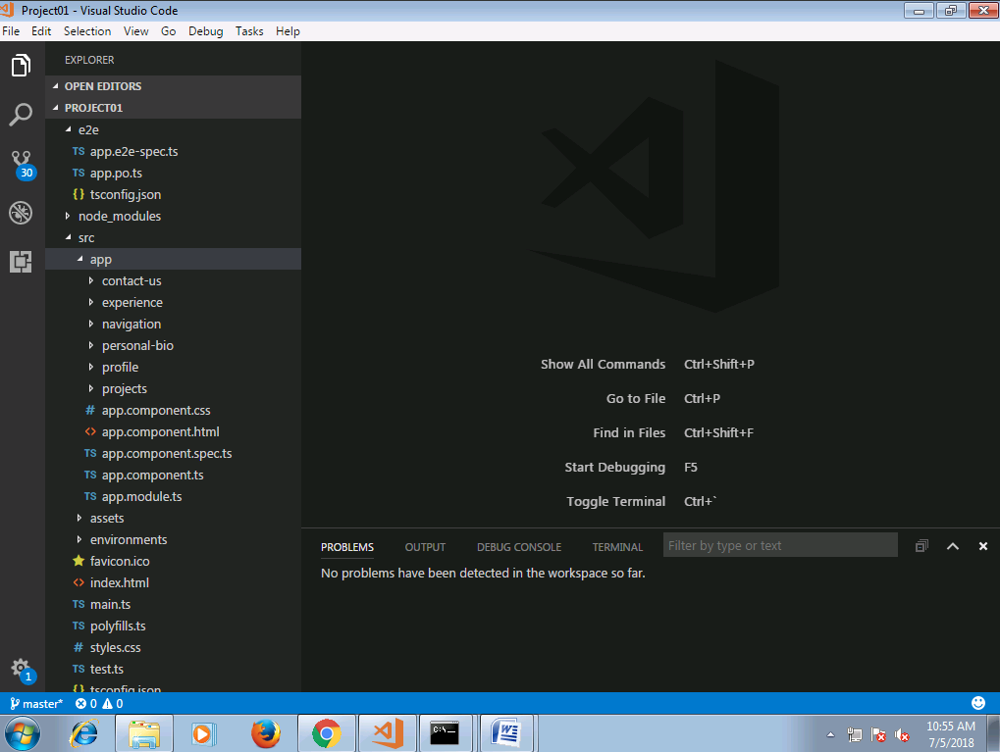 Project01 - Visual Studio Code
File Edit Selection View Go Debug Tasks Help
EXPLORER
OPEN EDITORS
PROJECT01
e2e
TS app.e2e-spec.ts
TS app.po.ts
{} tsconfig.json
node_modules
src
app
contact-us
experience
navigation
personal-bio
profile
projects
# app.component.css
<> app.component.html
TS app.component.spec.ts
TS app.component.ts
TS app.module.ts
assets
environments
favicon.ico
<> index.html
TS main.ts
TS polyfills.ts
# styles.css
TS test.ts
{} tsconfig.json
30
1
Show All Commands Ctrl+Shift+P
Go to File Ctrl+P
Find in Files Ctrl+Shift+F
Start Debugging F5
Toggle Terminal Ctrl+`
PROBLEMS OUTPUT DEBUG CONSOLE TERMINAL Filter by type or text
No problems have been detected in the workspace so far.
master* 0 0
C:\_
W
10:55 AM
7/5/2018